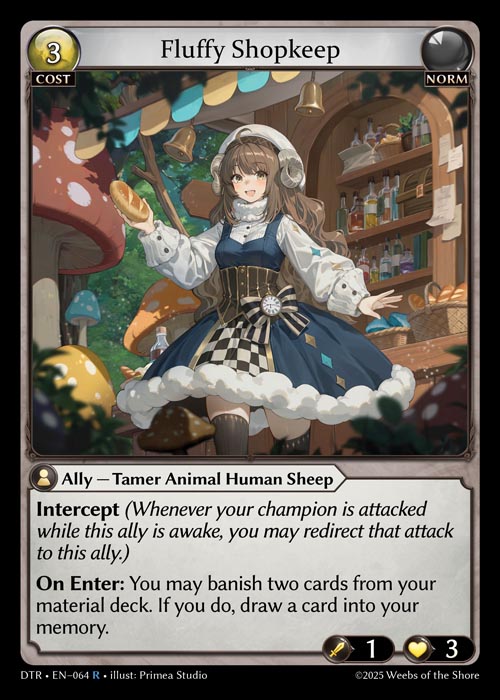 3
Fluffy Shopkeep
COST
NORM
Ally — Tamer Animal Human Sheep
Intercept (Whenever your champion is attacked
while this ally is awake, you may redirect that attack
to this ally.)
On Enter: You may banish two cards from your
material deck. If you do, draw a card into your
memory.
1
3
DTR • EN-064 R • illust: Primea Studio
©2025 Weebs of the Shore